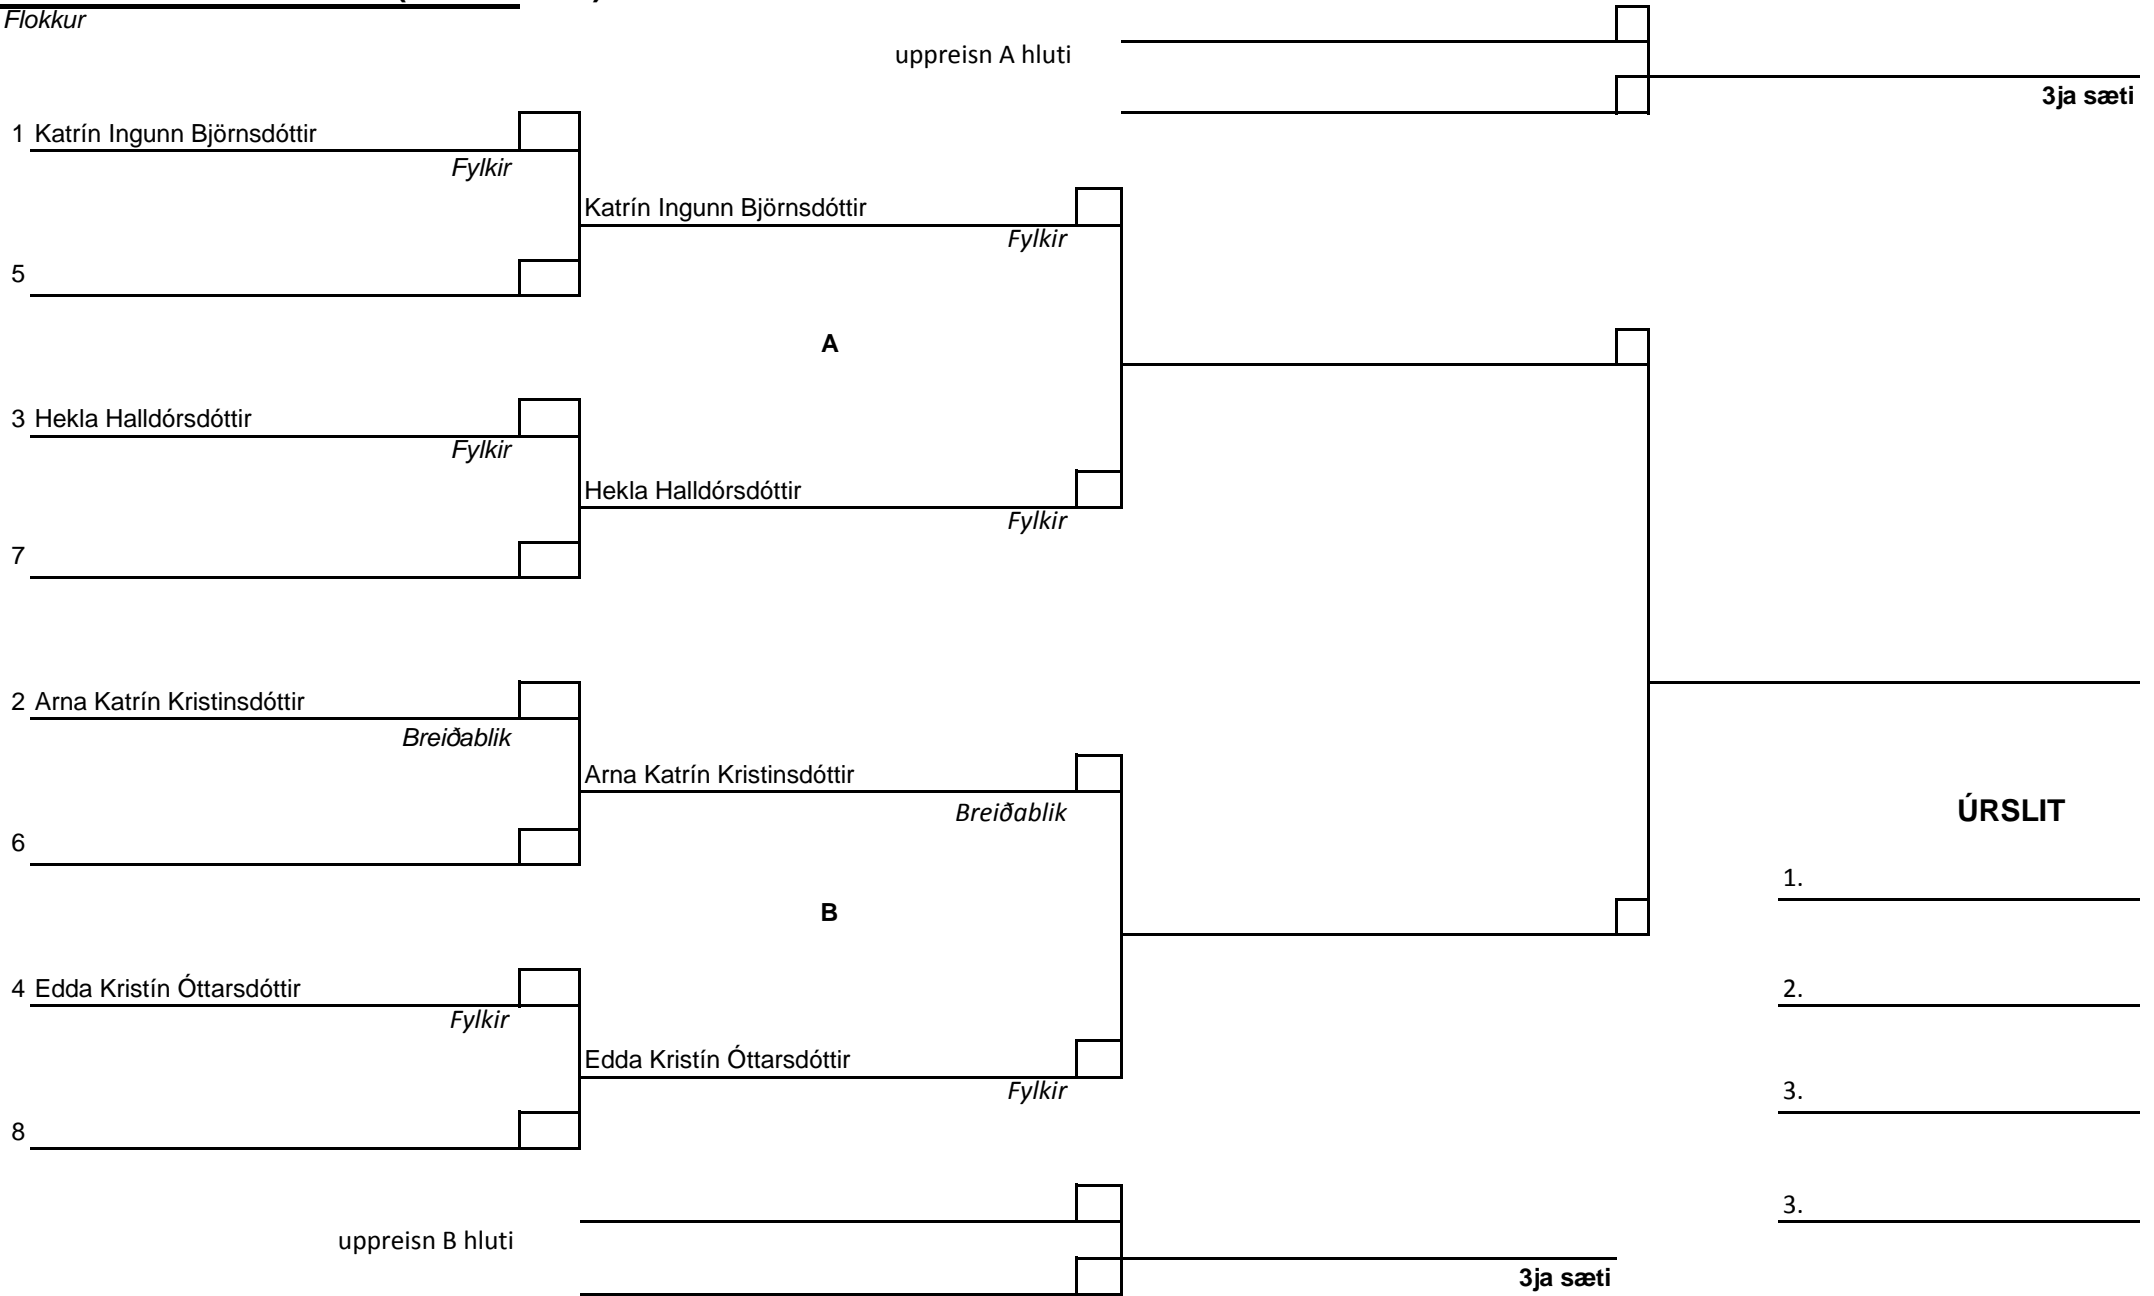 Flokkur
uppreisn A hluti
3ja sæti
1 Katrín Ingunn Björnsdóttir
Fylkir
Katrín Ingunn Björnsdóttir
Fylkir
5
A
3 Hekla Halldórsdóttir
Fylkir
Hekla Halldórsdóttir
Fylkir
7
2 Arna Katrín Kristinsdóttir
Breiðablik
Arna Katrín Kristinsdóttir
Breiðablik
6
B
4 Edda Kristín Óttarsdóttir
Fylkir
Edda Kristín Óttarsdóttir
Fylkir
8
uppreisn B hluti
3ja sæti
ÚRSLIT
1.
2.
3.
3.